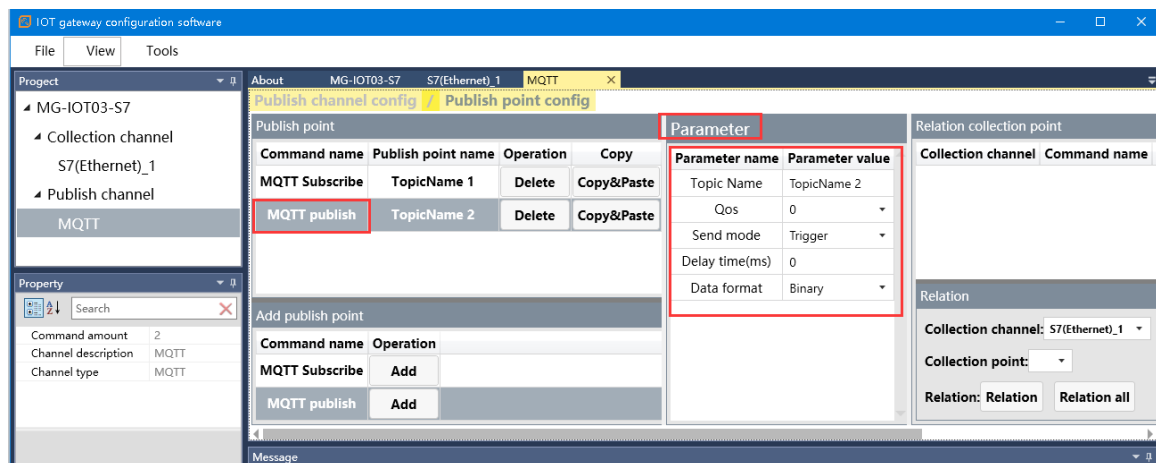 IOT gateway configuration software
File View Tools
Progect
MG-IOT03-S7
Collection channel
S7(Ethernet)_1
Publish channel
MQTT
Property
Search
Command amount 2
Channel description MQTT
Channel type MQTT
About MG-IOT03-S7 S7(Ethernet)_1 MQTT
Publish channel config / Publish point config
Publish point
Command name Publish point name Operation Copy
MQTT Subscribe TopicName 1 Delete Copy&Paste
MQTT publish TopicName 2 Delete Copy&Paste
Add publish point
Command name Operation
MQTT Subscribe Add
MQTT publish Add
Parameter
Parameter name Parameter value
Topic Name TopicName 2
Qos 0
Send mode Trigger
Delay time(ms) 0
Data format Binary
Relation collection point
Collection channel Command name
Relation
Collection channel: S7(Ethernet)_1
Collection point:
Relation: Relation Relation all
Message